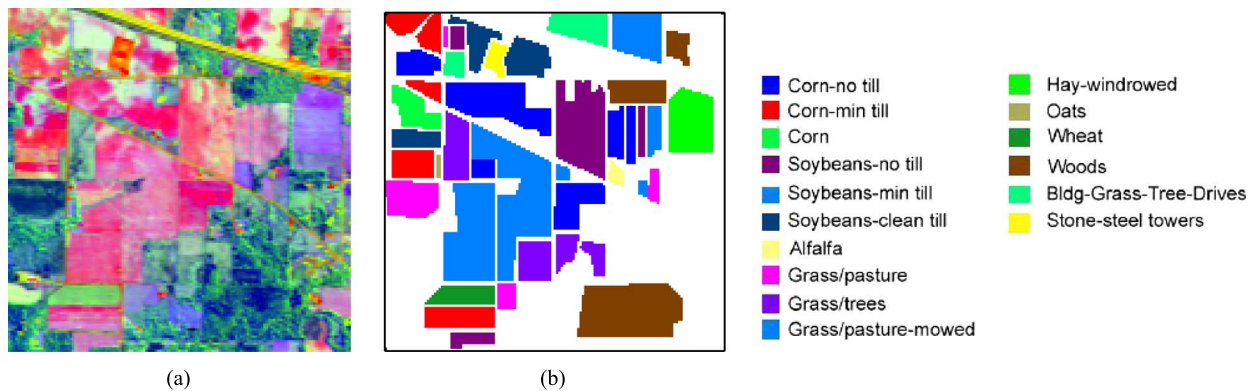 Corn-no till
Corn-min till
Corn
Soybeans-no till
Soybeans-min till
Soybeans-clean till
Alfalfa
Grass/pasture
Grass/trees
Grass/pasture-mowed
Hay-windrowed
Oats
Wheat
Woods
Bldg-Grass-Tree-Drives
Stone-steel towers
(a)
(b)